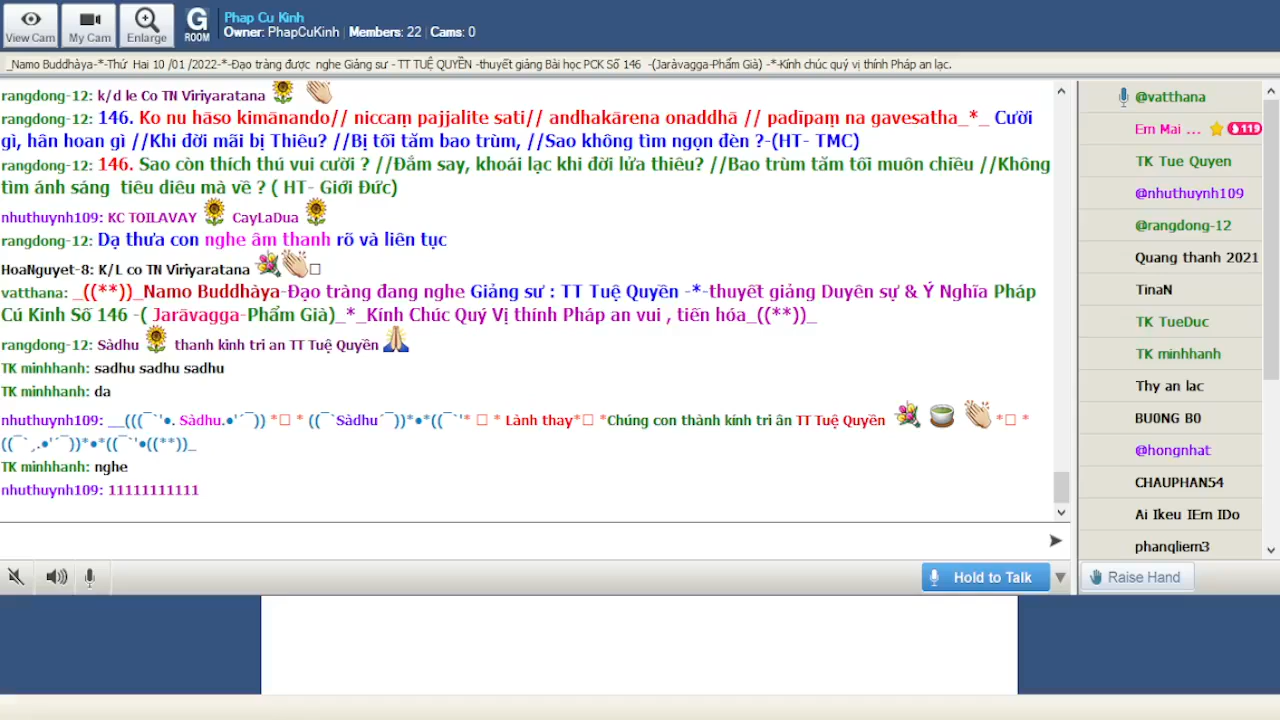 View Cam
My Cam
Enlarge
G
ROOM
Phap Cu Kinh
Owner: PhapCuKinh | Members: 22 | Cams: 0
_Namo Buddhàya-*-Thứ Hai 10 /01 /2022-*-Đạo tràng được nghe Giảng sư - TT TUỆ QUYỀN -thuyết giảng Bài học PCK Số 146 -(Jaràvagga-Phẩm Già) -*-Kính chúc quý vị thính Pháp an lạc.
rangdong-12: k/d le Co TN Viriyaratana
rangdong-12: 146. Ko nu hāso kimānando// niccaṃ pajjalite sati// andhakārena onaddhā // padīpaṃ na gavesatha_*_ Cười
gì, hân hoan gì //Khi đời mãi bị Thiêu? //Bị tối tăm bao trùm, //Sao không tìm ngọn đèn ?-(HT- TMC)
rangdong-12: 146. Sao còn thích thú vui cười ? //Đắm say, khoái lạc khi đời lửa thiêu? //Bao trùm tăm tối muôn chiều //Không
tìm ánh sáng tiêu diêu mà về ? ( HT- Giới Đức)
nhuthuynh109: KC TOILAVAY CayLaDua
rangdong-12: Dạ thưa con nghe âm thanh rõ và liên tục
HoaNguyet-8: K/L co TN Viriyaratana
vatthana: _((**))_Namo Buddhàya-Đạo tràng đang nghe Giảng sư : TT Tuệ Quyền -*-thuyết giảng Duyên sự & Ý Nghĩa Pháp
Cú Kinh Số 146 -( Jarāvagga-Phẩm Già)_*_Kính Chúc Quý Vị thính Pháp an vui , tiến hóa_((**))_
rangdong-12: Sàdhu thanh kinh tri an TT Tuệ Quyền
TK minhhanh: sadhu sadhu sadhu
TK minhhanh: da
nhuthuynh109: __(((¯`'●. Sàdhu.●'´¯)) *□ * ((¯`Sàdhu´¯))*●*((¯`'* □ * Lành thay*□ *Chúng con thành kính tri ân TT Tuệ Quyền *□ *
((¯`ˏ.●'´¯))*●*((¯`'●((**))_
TK minhhanh: nghe
nhuthuynh109: 11111111111
Hold to Talk
@vatthana
Em Mai ... 119
TK Tue Quyen
@nhuthuynh109
@rangdong-12
Quang thanh 2021
TinaN
TK TueDuc
TK minhhanh
Thy an lac
BU0NG B0
@hongnhat
CHAUPHAN54
Ai Ikeu IEm IDo
phanqliem3
Raise Hand